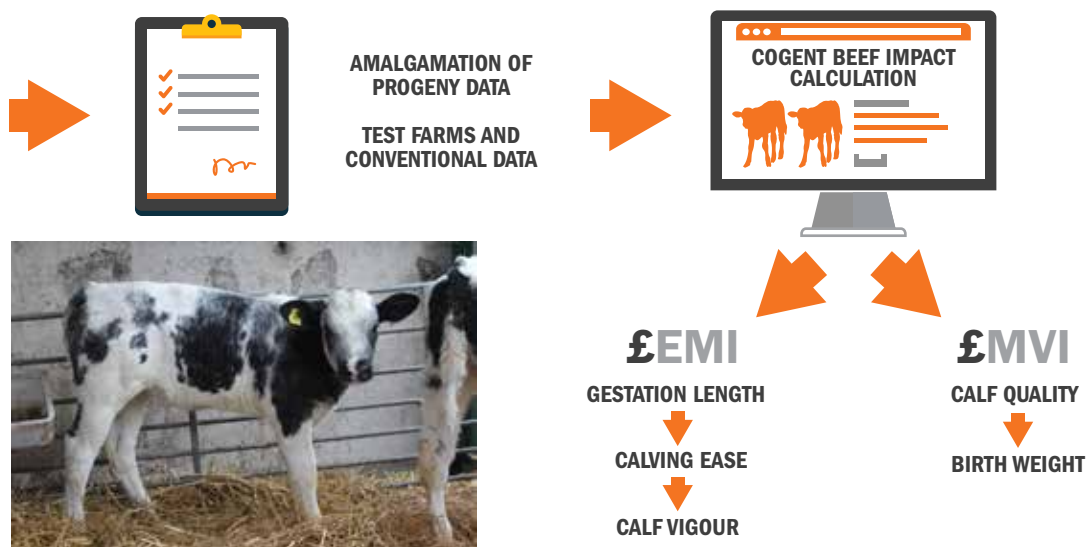 AMALGAMATION OF
PROGENY DATA
TEST FARMS AND
CONVENTIONAL DATA
COGENT BEEF IMPACT
CALCULATION
£EMI
GESTATION LENGTH
CALVING EASE
CALF VIGOUR
£MVI
CALF QUALITY
BIRTH WEIGHT